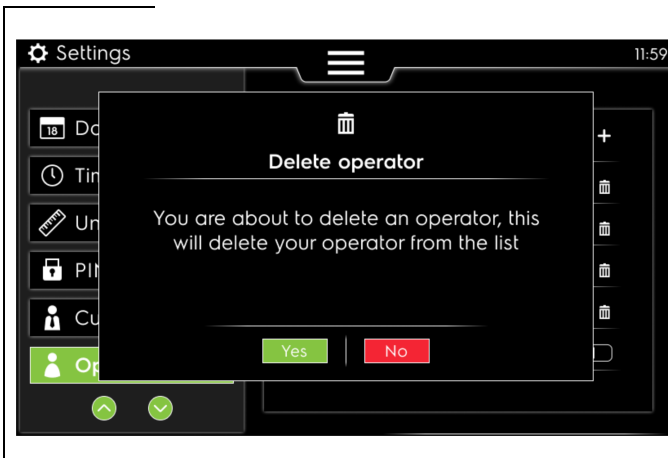 Settings
11:59
18
Delete operator
You are about to delete an operator, this
will delete your operator from the list
Yes
No